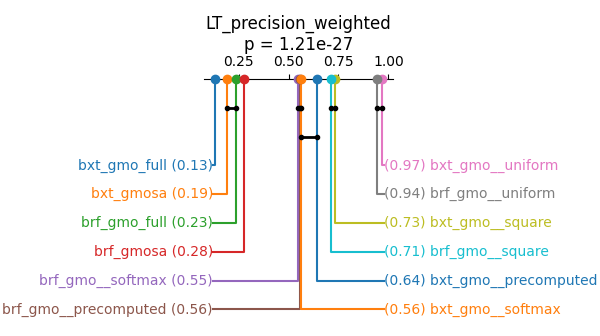 LT_precision_weighted
p = 1.21e-27
0.25 0.50 0.75 1.00
bxt_gmo_full (0.13)
(0.97) bxt_gmo__uniform
bxt_gmosa (0.19)
(0.94) brf_gmo__uniform
brf_gmo_full (0.23)
(0.73) bxt_gmo__square
brf_gmosa (0.28)
(0.71) brf_gmo__square
brf_gmo__softmax (0.55)
(0.64) bxt_gmo__precomputed
brf_gmo__precomputed (0.56)
(0.56) bxt_gmo__softmax